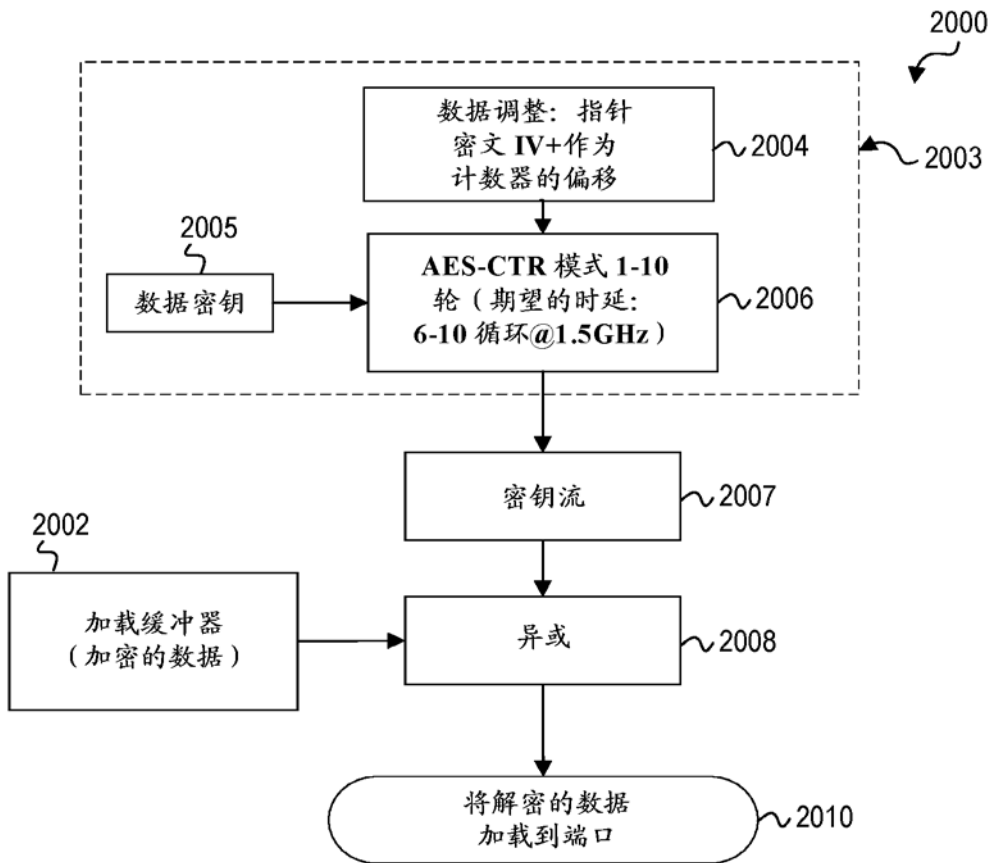 2000
数据调整：指针
密文 IV+作为
计数器的偏移
2004
2003
2005
数据密钥
AES-CTR 模式 1-10
轮（期望的时延：
6-10 循环@1.5GHz）
2006
密钥流
2007
2002
加载缓冲器
（加密的数据）
异或
2008
将解密的数据
加载到端口
2010